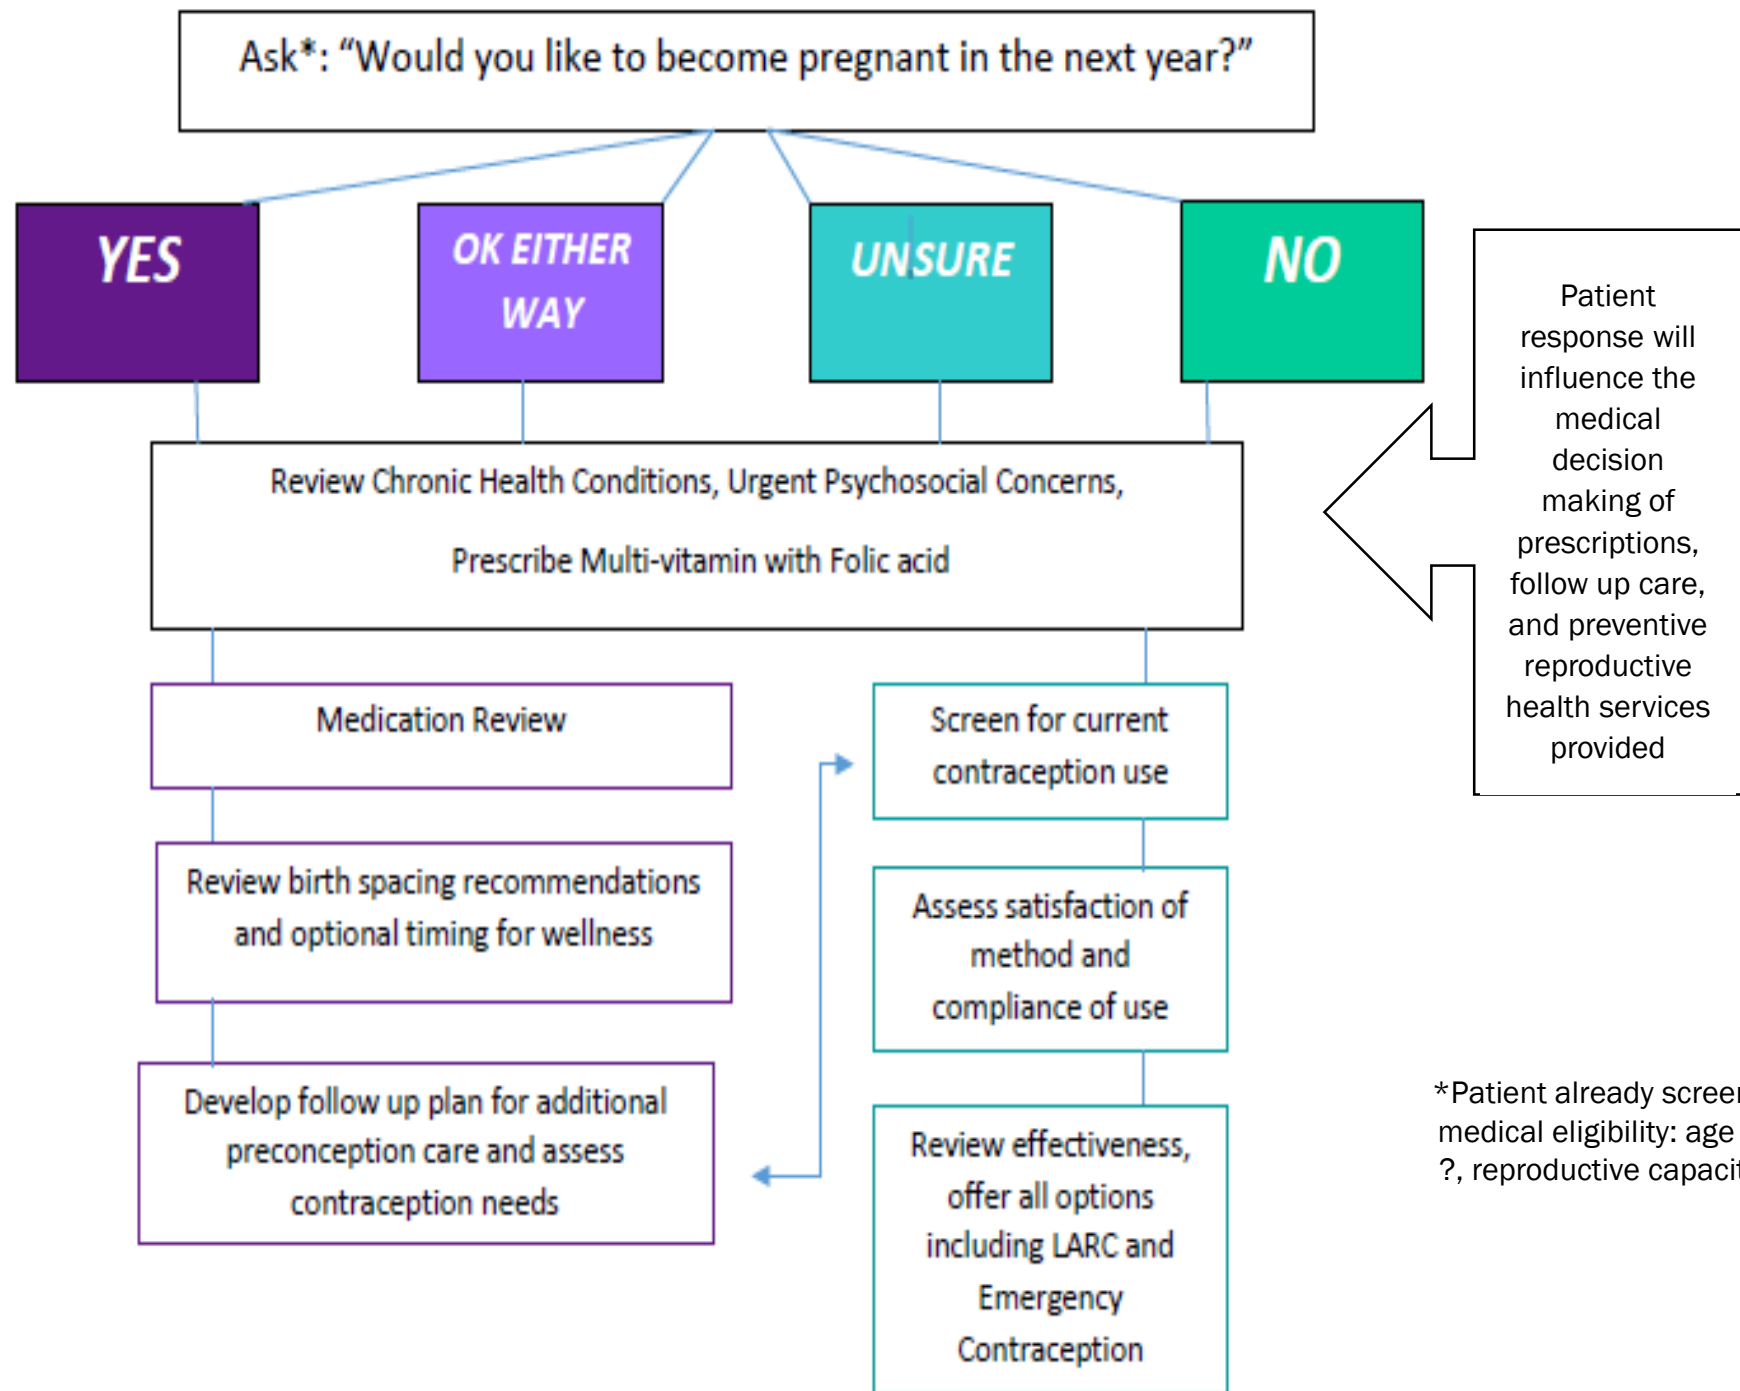 Ask*: “Would you like to become pregnant in the next year?”
YES
OK EITHER
WAY
UNSURE
NO
Patient
response will
influence the
medical
decision
making of
prescriptions,
follow up care,
and preventive
reproductive
health services
provided
Review Chronic Health Conditions, Urgent Psychosocial Concerns,
Prescribe Multi-vitamin with Folic acid
Medication Review
Review birth spacing recommendations
and optional timing for wellness
Develop follow up plan for additional
preconception care and assess
contraception needs
Screen for current
contraception use
Assess satisfaction of
method and
compliance of use
Review effectiveness,
offer all options
including LARC and
Emergency
Contraception
*Patient already
medical eligibility: age
?, reproductive